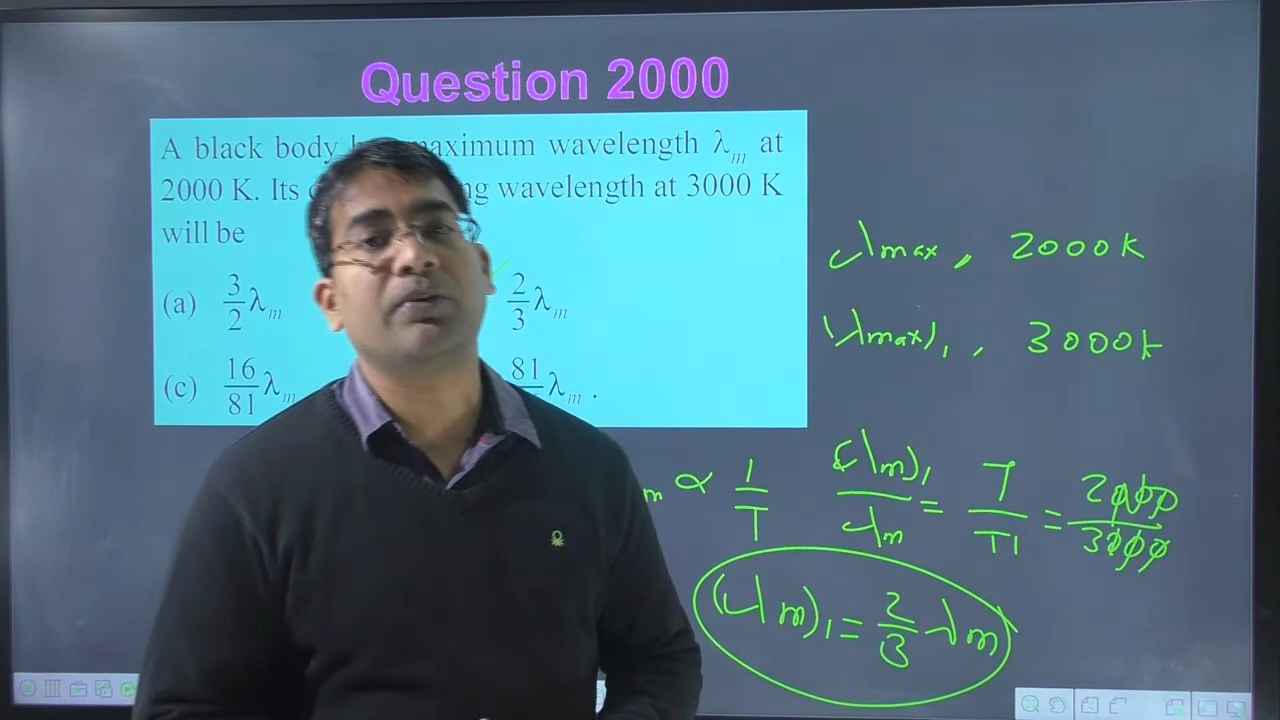 Question 2000
A black body maximum wavelength λm at
2000 K. Its ng wavelength at 3000 K
will be
(a) 3/2 λm
2/3 λm
(c) 16/81 λm
81 λm .
λmax , 2000K
(λmax)1 , 3000K
m ∝ 1/T
(λm)1/λm = T/T1 = 2000/3000
(λm)1 = 2/3 λm